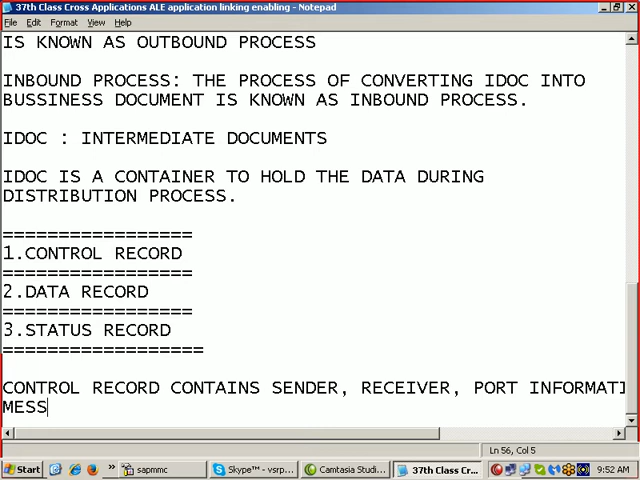 37th Class Cross Applications ALE application linking enabling - Notepad
File Edit Format View Help
IS KNOWN AS OUTBOUND PROCESS
INBOUND PROCESS: THE PROCESS OF CONVERTING IDOC INTO
BUSSINESS DOCUMENT IS KNOWN AS INBOUND PROCESS.
IDOC : INTERMEDIATE DOCUMENTS
IDOC IS A CONTAINER TO HOLD THE DATA DURING
DISTRIBUTION PROCESS.
=================
1.CONTROL RECORD
=================
2.DATA RECORD
=================
3.STATUS RECORD
==================
CONTROL RECORD CONTAINS SENDER, RECEIVER, PORT INFORMATI
MESS
Ln 56, Col 5
Start » sapmmc Skype™ - vsrp... Camtasia Studi... 37th Class Cr... 9:52 AM